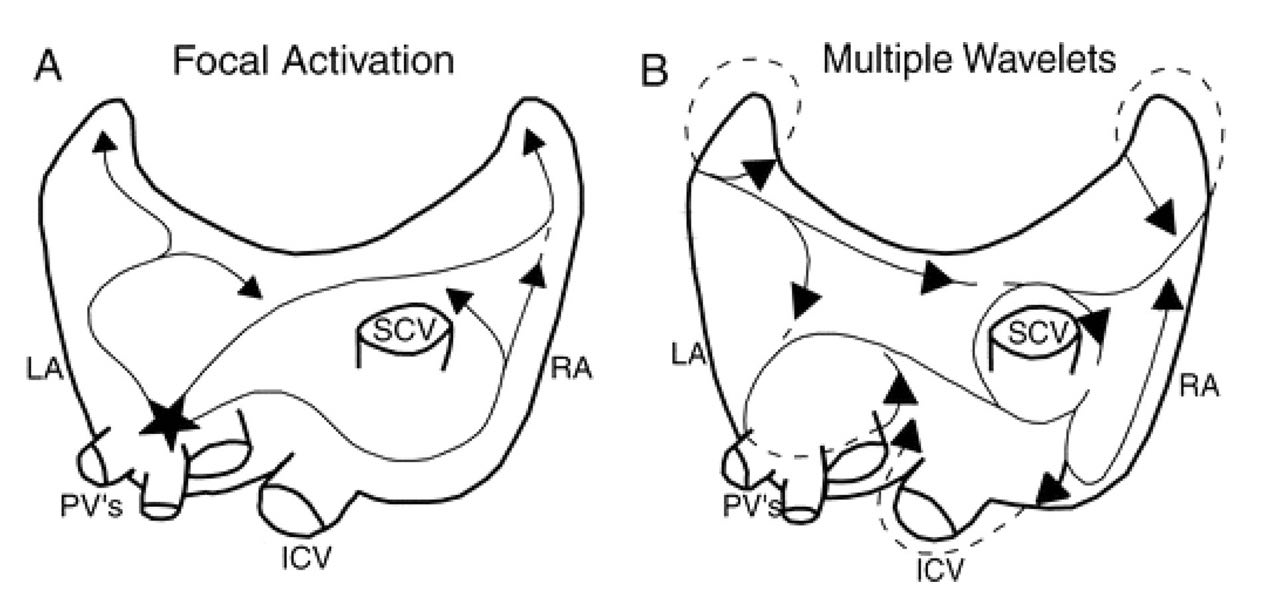 A
Focal Activation
SCV
LA
RA
PV's
ICV
B
Multiple Wavelets
SCV
LA
RA
PV's
ICV